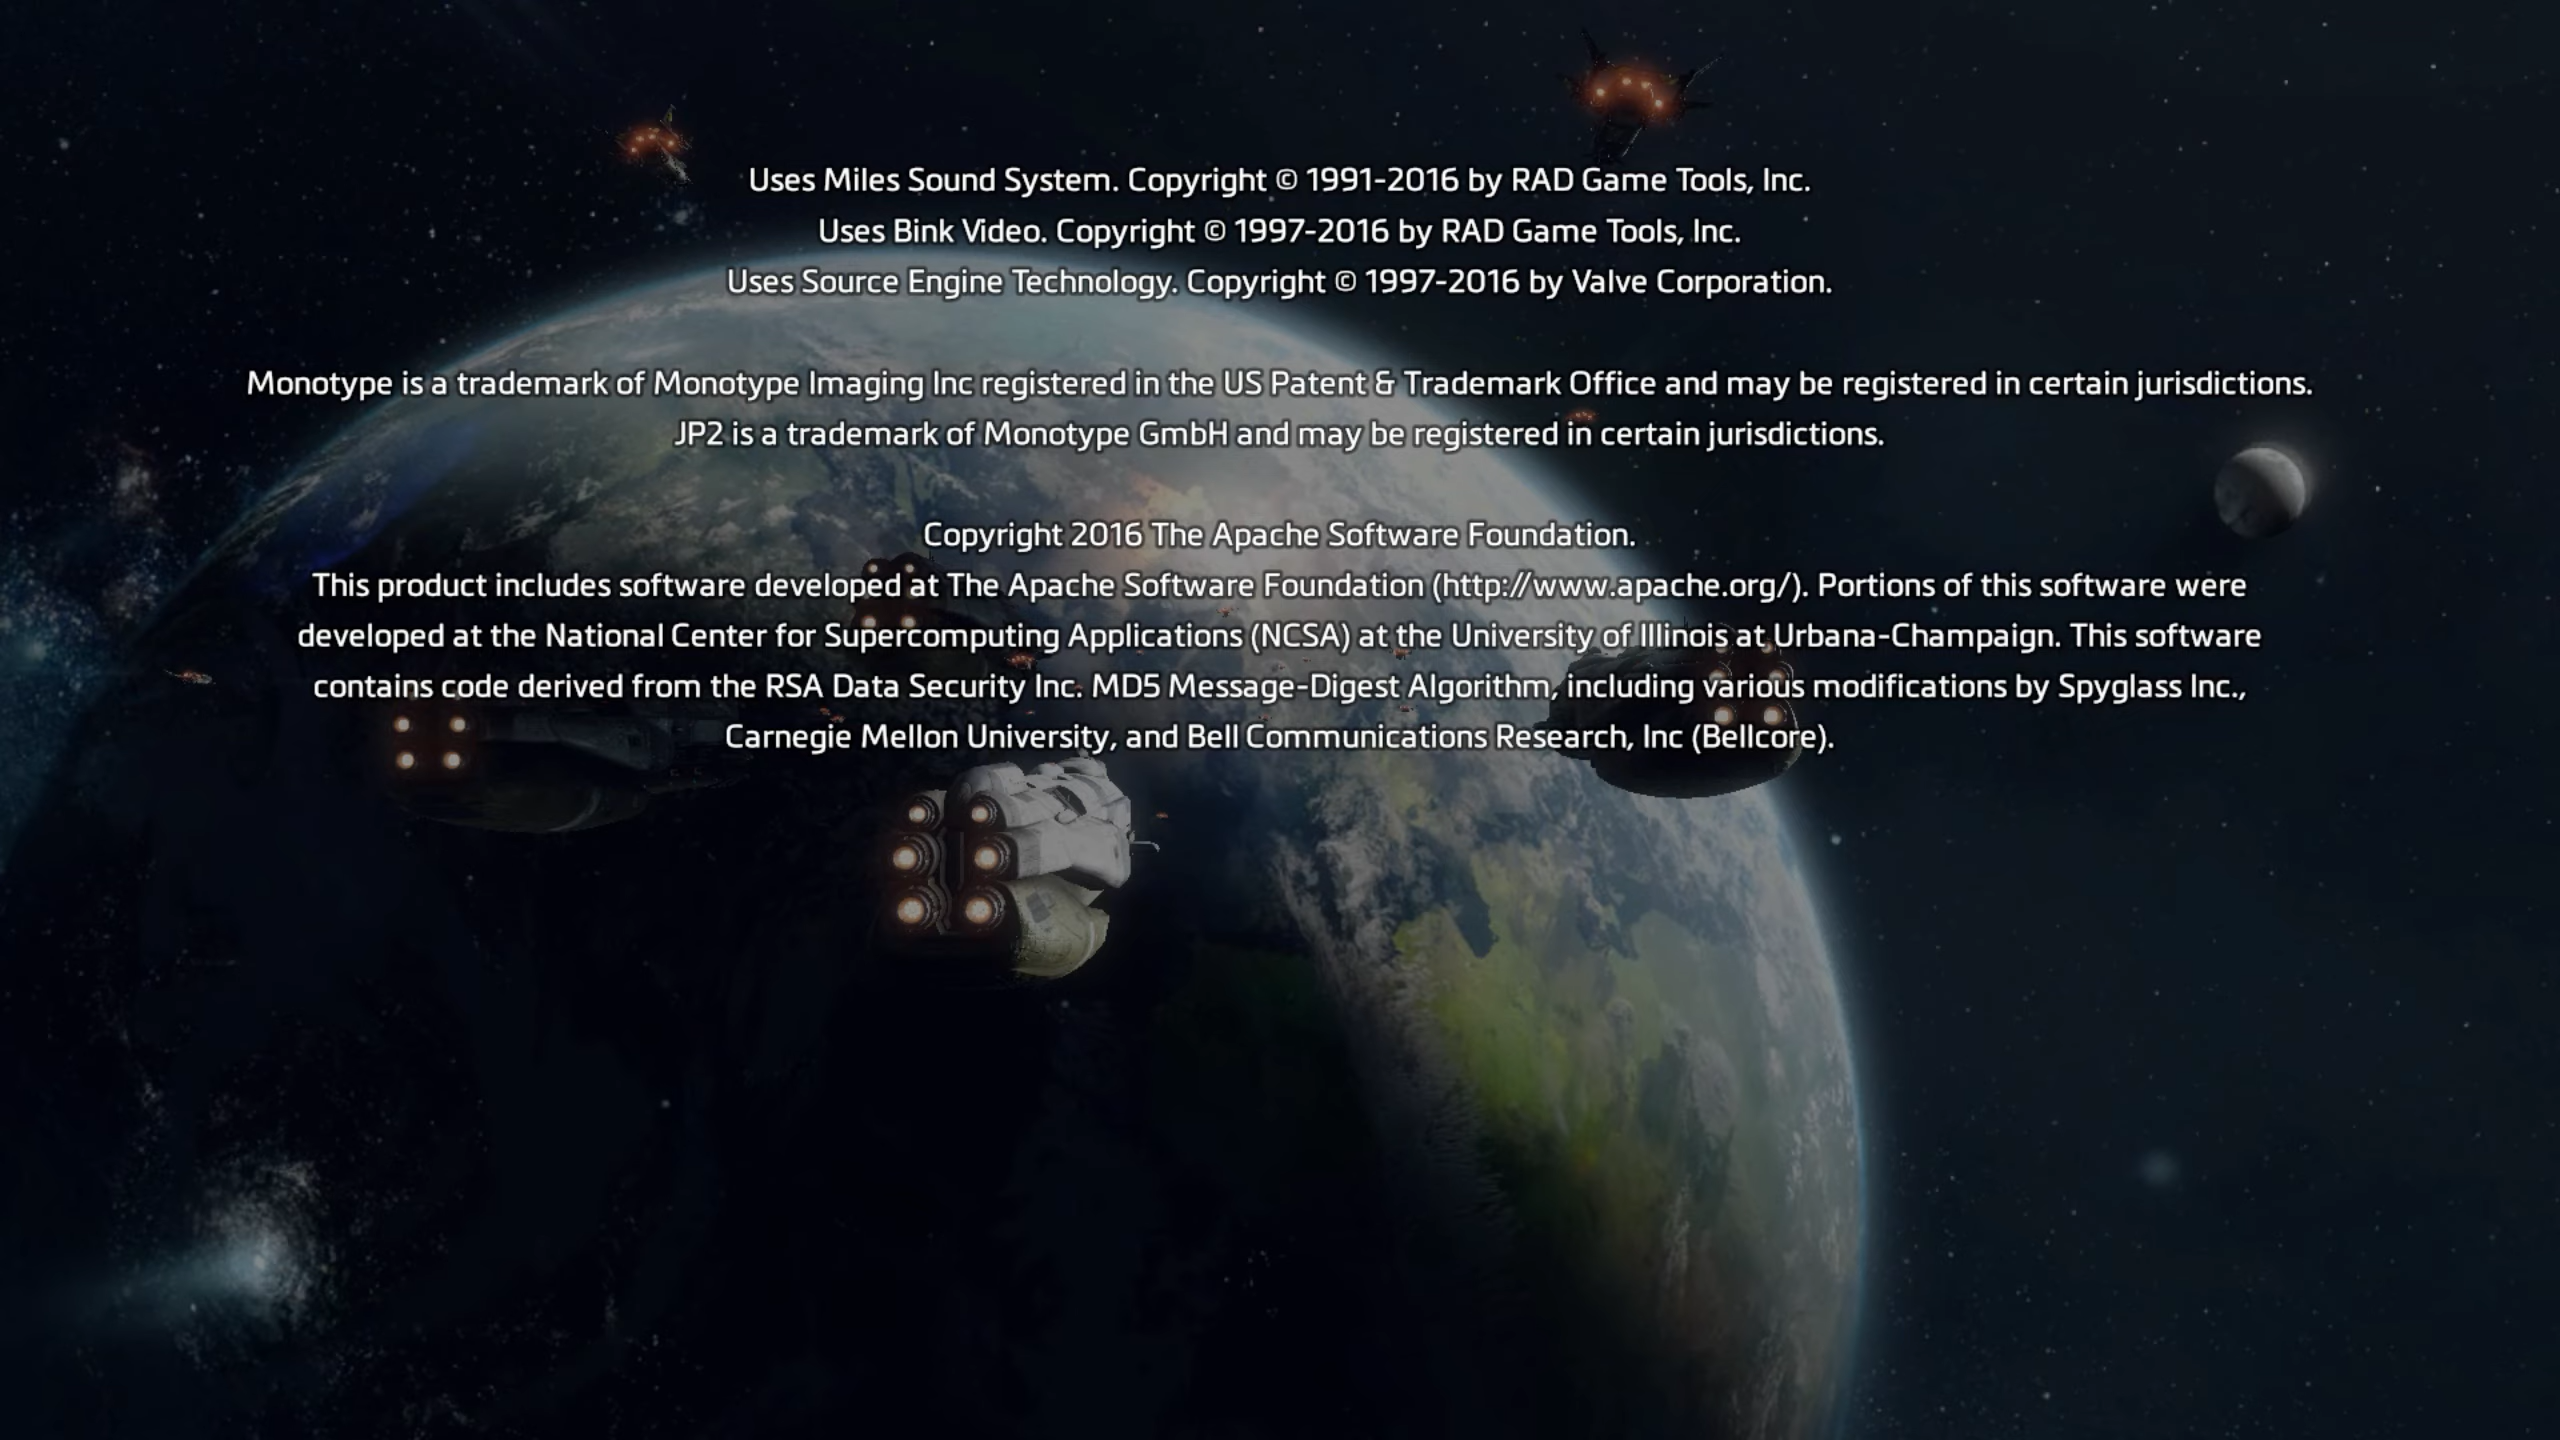 Uses Miles Sound System. Copyright © 1991-2016 by RAD Game Tools, Inc.
Uses Bink Video. Copyright © 1997-2016 by RAD Game Tools, Inc.
Uses Source Engine Technology. Copyright © 1997-2016 by Valve Corporation.
Monotype is a trademark of Monotype Imaging Inc registered in the US Patent & Trademark Office and may be registered in certain jurisdictions.
JP2 is a trademark of Monotype GmbH and may be registered in certain jurisdictions.
Copyright 2016 The Apache Software Foundation.
This product includes software developed at The Apache Software Foundation (http://www.apache.org/). Portions of this software were
developed at the National Center for Supercomputing Applications (NCSA) at the University of Illinois at Urbana-Champaign. This software
contains code derived from the RSA Data Security Inc. MD5 Message-Digest Algorithm, including various modifications by Spyglass Inc.,
Carnegie Mellon University, and Bell Communications Research, Inc (Bellcore).